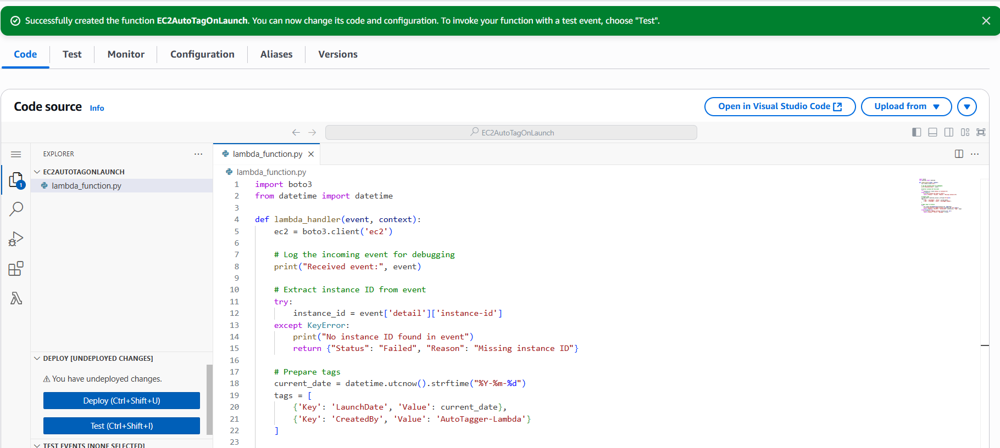 Successfully created the function EC2AutoTagOnLaunch. You can now change its code and configuration. To invoke your function with a test event, choose "Test".
Code
Test
Monitor
Configuration
Aliases
Versions
Code source Info
Open in Visual Studio Code
Upload from
EC2AutoTagOnLaunch
EXPLORER
EC2AUTOTAGONLAUNCH
1
lambda_function.py
DEPLOY [UNDEPLOYED CHANGES]
You have undeployed changes.
Deploy (Ctrl+Shift+U)
Test (Ctrl+Shift+I)
TEST EVENTS [NONE SELECTED]
lambda_function.py
lambda_function.py
1 import boto3
2 from datetime import datetime
3
4 def lambda_handler(event, context):
5 ec2 = boto3.client('ec2')
6
7 # Log the incoming event for debugging
8 print("Received event:", event)
9
10 # Extract instance ID from event
11 try:
12 instance_id = event['detail']['instance-id']
13 except KeyError:
14 print("No instance ID found in event")
15 return {"Status": "Failed", "Reason": "Missing instance ID"}
16
17 # Prepare tags
18 current_date = datetime.utcnow().strftime("%Y-%m-%d")
19 tags = [
20 {'Key': 'LaunchDate', 'Value': current_date},
21 {'Key': 'CreatedBy', 'Value': 'AutoTagger-Lambda'}
22 ]
23